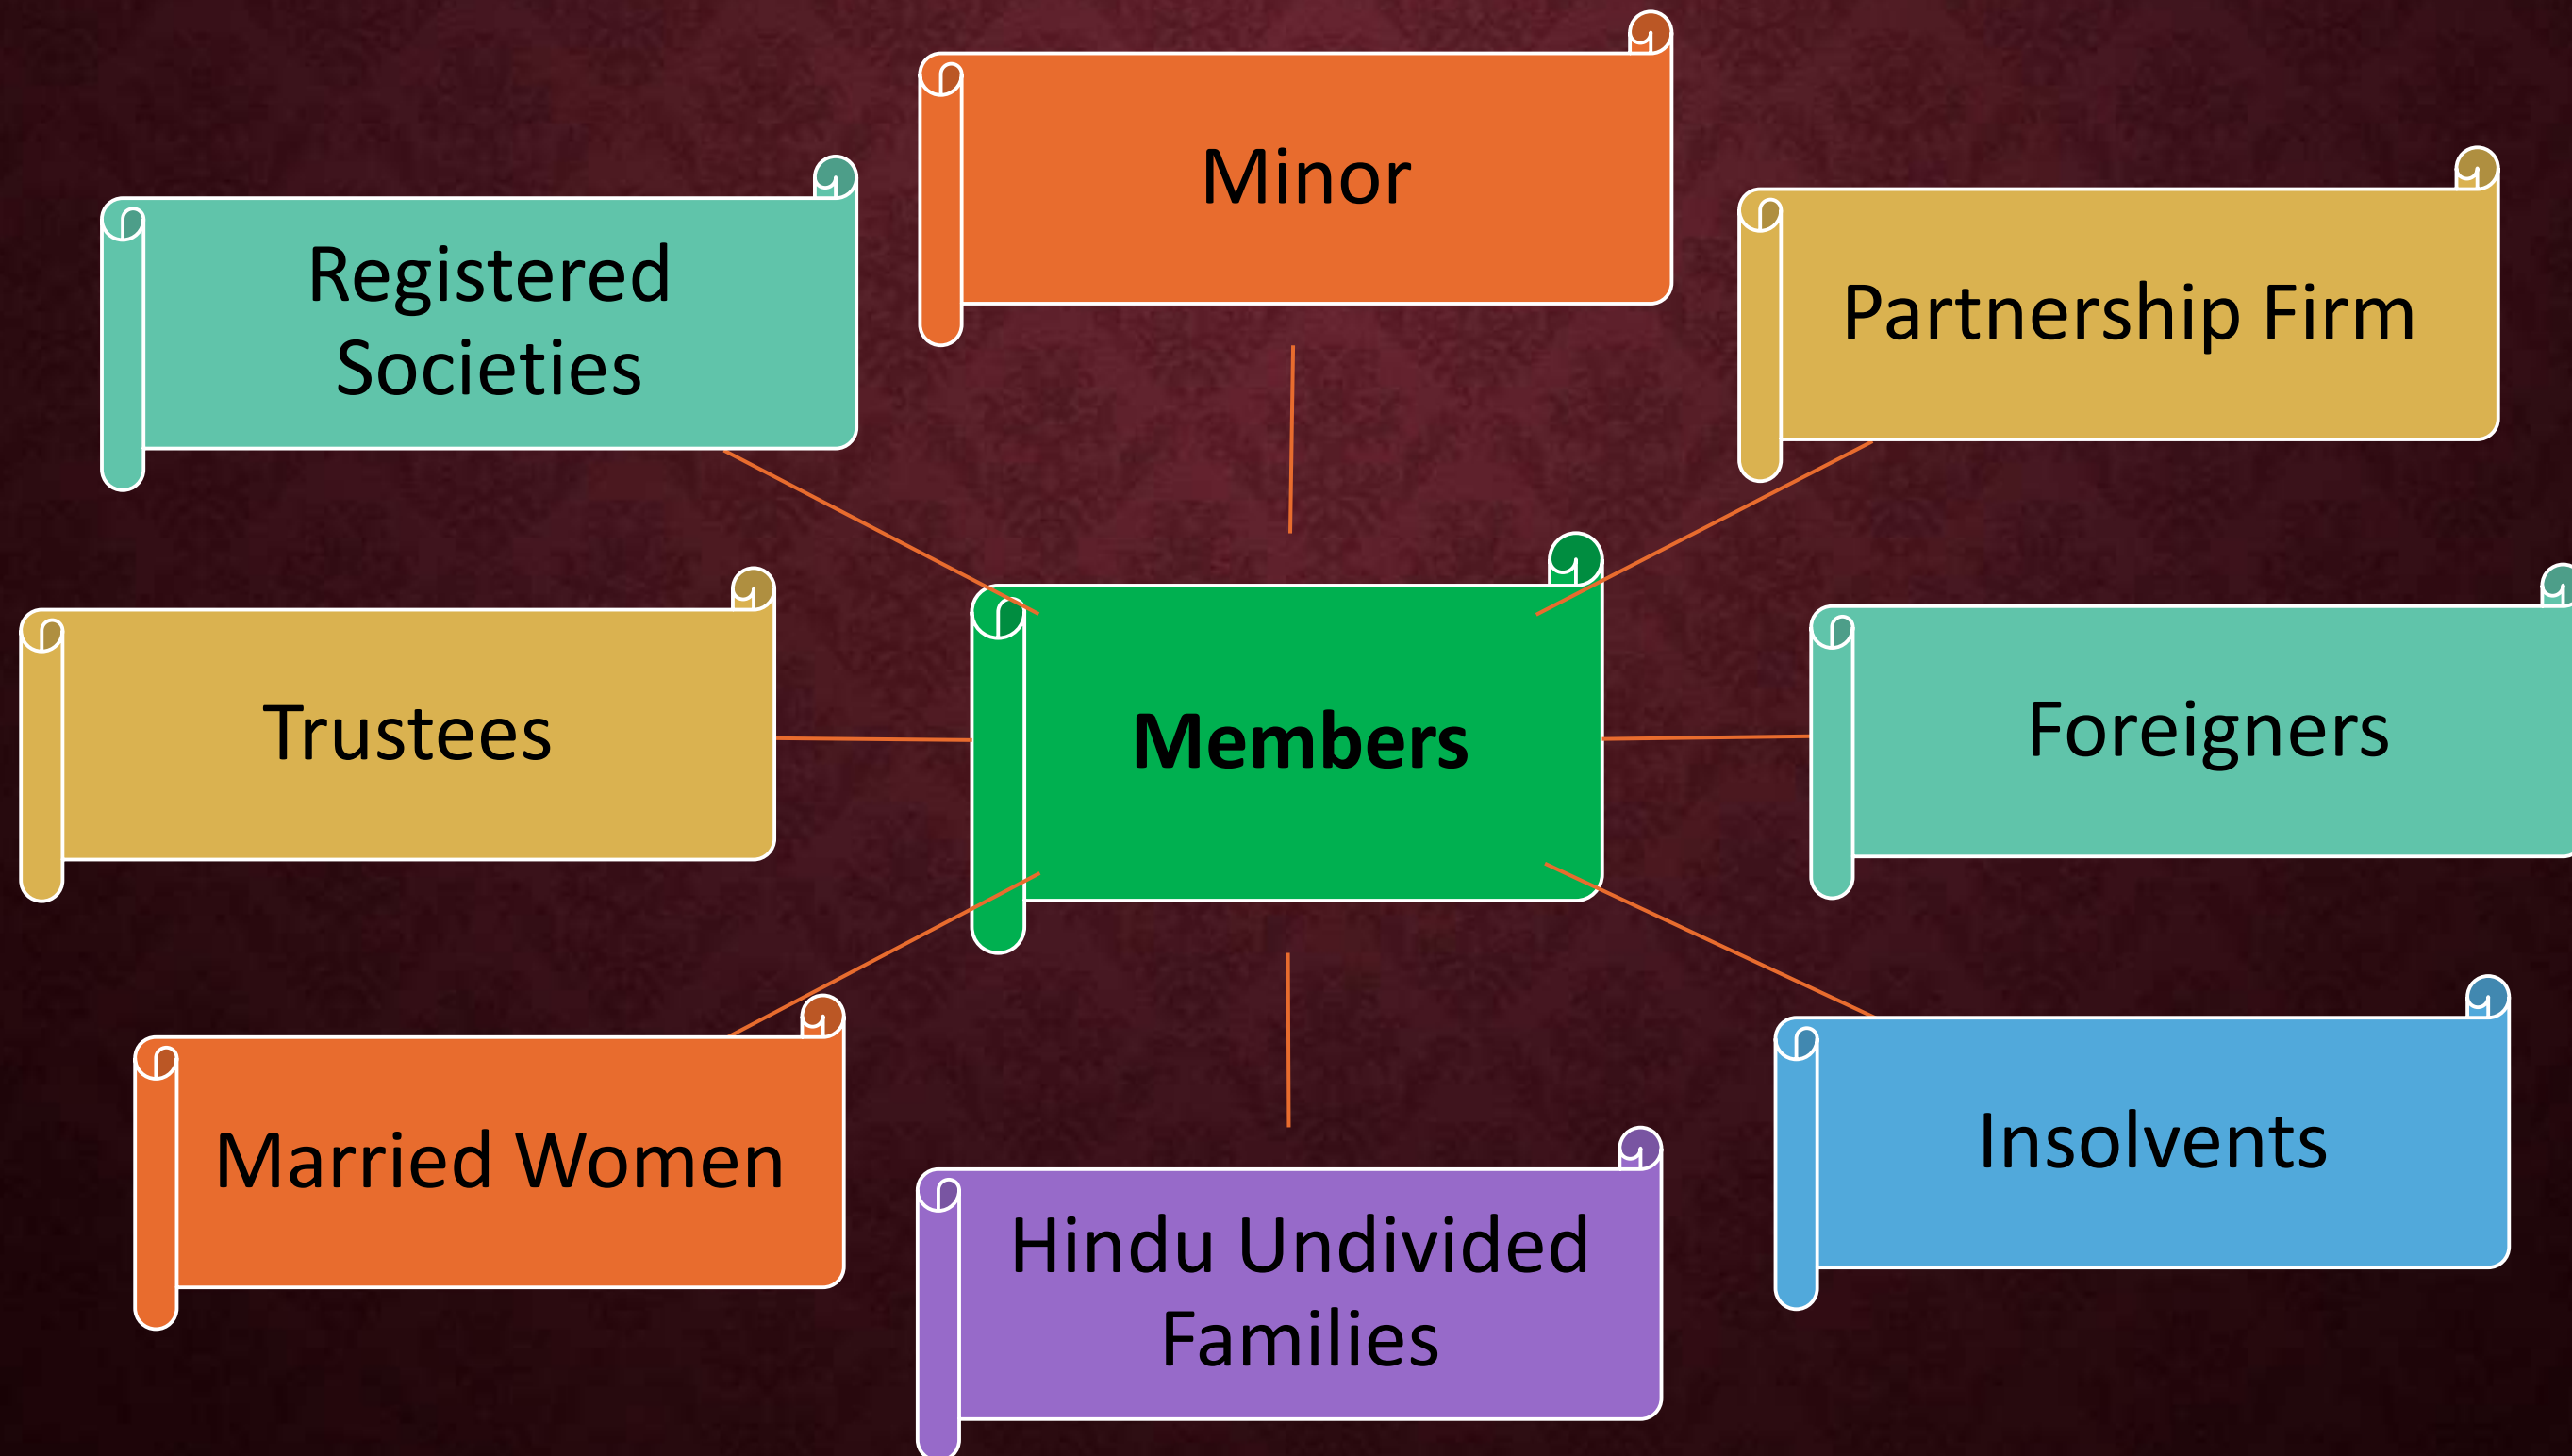 Minor
Registered
Societies
Partnership Firm
Trustees
Members
Foreigners
Married Women
Insolvents
Hindu Undivided
Families